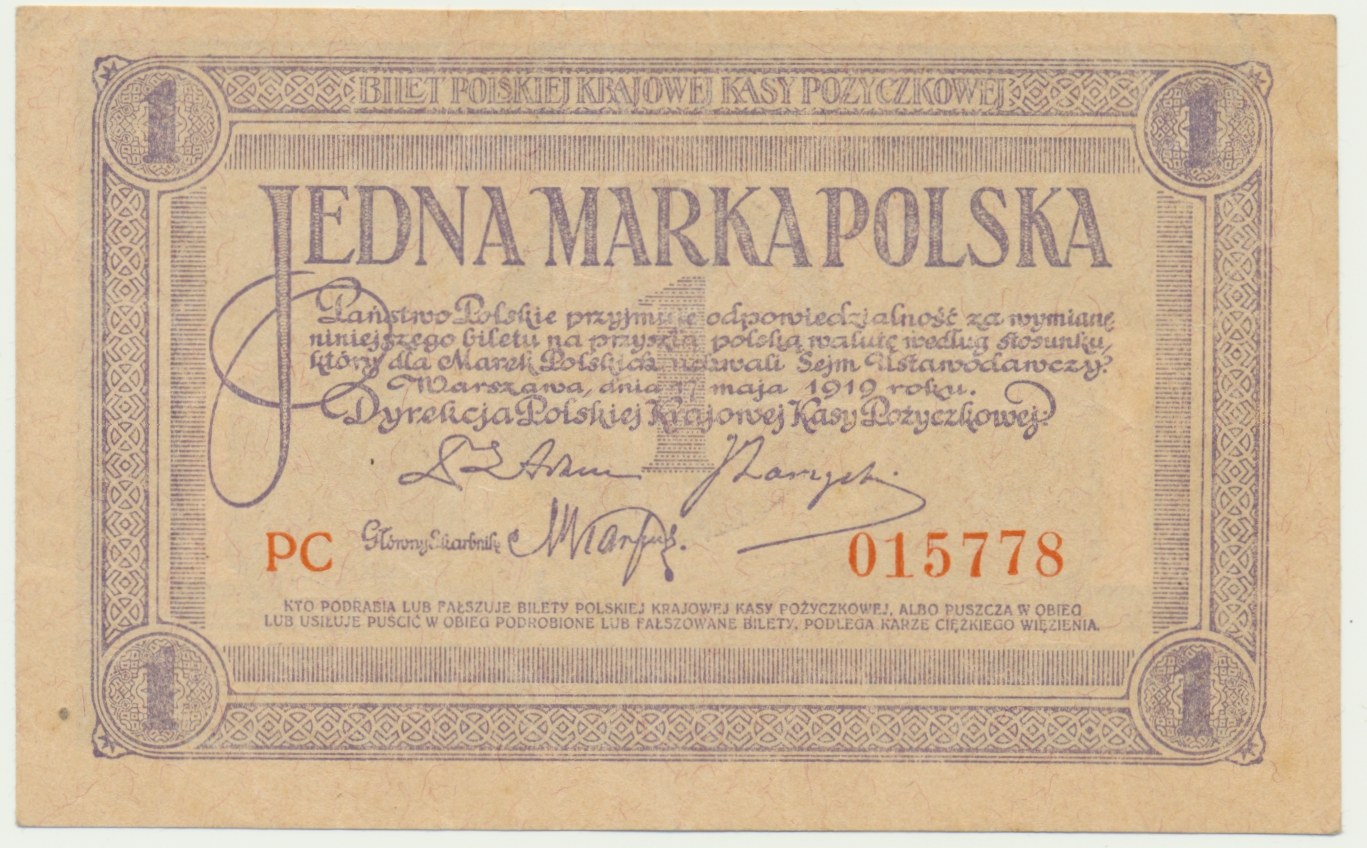 1 BILET POLSKIEJ KRAJOWEJ KASY POŻYCZKOWEJ 1
JEDNA MARKA POLSKA
1
Państwo Polskie przyjmuje odpowiedzialność za wymianę
niniejszego biletu na przyszłą polską walutę według stosunku,
który dla Marek Polskich uchwali Sejm Ustawodawczy.
Warszawa, dnia 17 maja 1919 roku.
Dyrekcja Polskiej Krajowej Kasy Pożyczkowej
PC Główny Skarbnik 015778
KTO PODRABIA LUB FAŁSZUJE BILETY POLSKIEJ KRAJOWEJ KASY POŻYCZKOWEJ, ALBO PUSZCZA W OBIEG
LUB USIŁUJE PUŚCIĆ W OBIEG PODROBIONE LUB FAŁSZOWANE BILETY, PODLEGA KARZE CIĘŻKIEGO WIĘZIENIA.
1 1